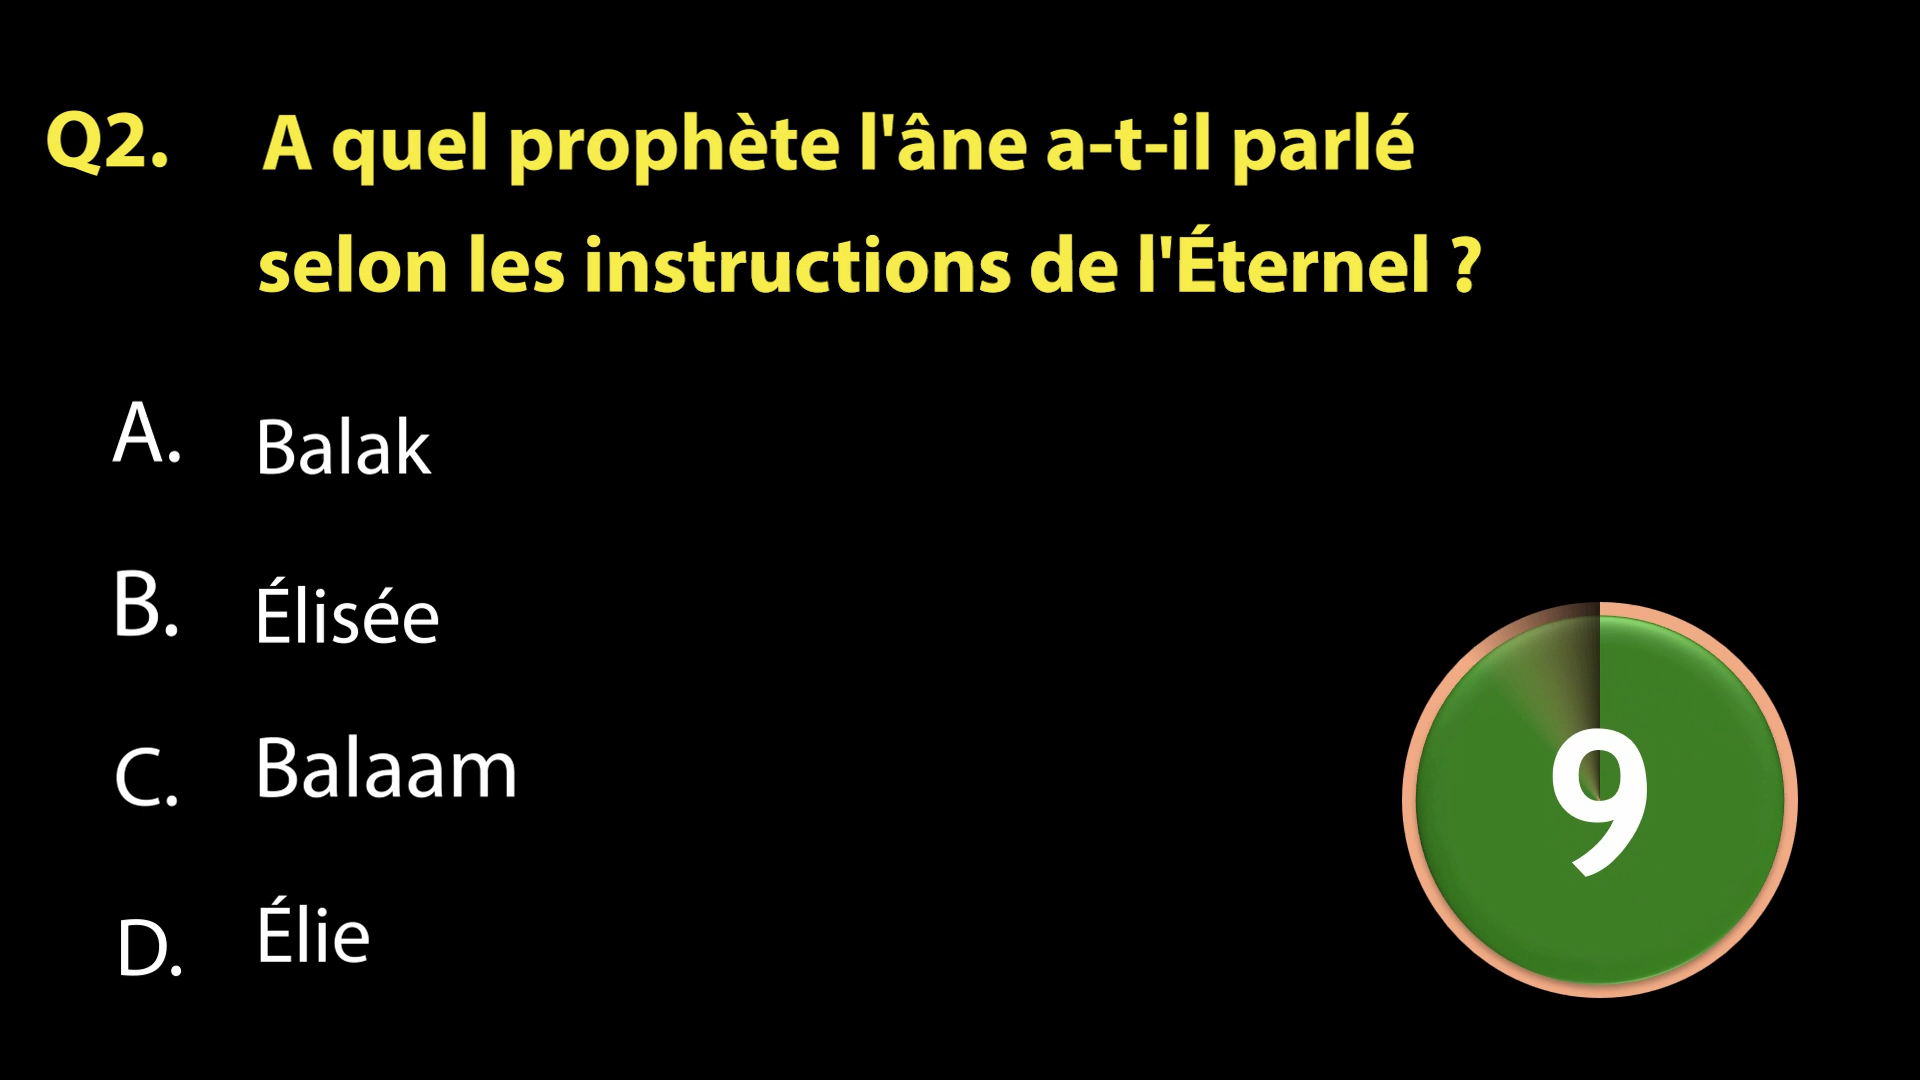 Q2. A quel prophète l'âne a-t-il parlé
selon les instructions de l'Éternel ?
A. Balak
B. Élisée
C. Balaam
D. Élie
9